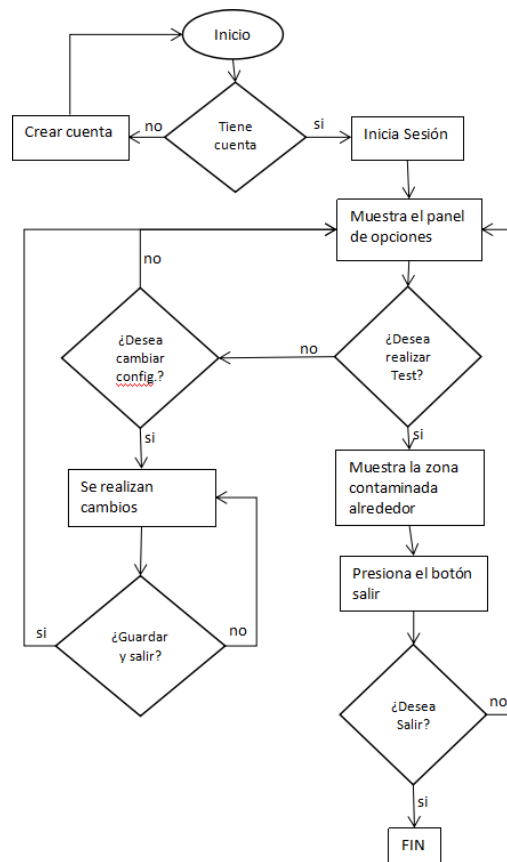 Inicio
Crear cuenta
no
Tiene
cuenta
si
Inicia Sesión
Muestra el panel
de opciones
no
¿Desea
cambiar
config.?
no
¿Desea
realizar
Test?
si
si
Se realizan
cambios
Muestra la zona
contaminada
alrededor
Presiona el botón
salir
si
¿Guardar
y salir?
no
¿Desea
Salir?
no
si
FIN